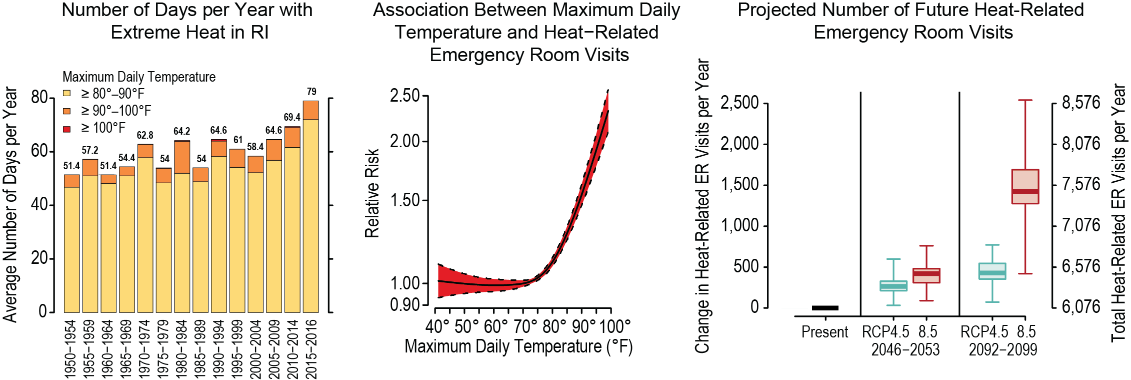 Number of Days per Year with
Extreme Heat in RI
Average Number of Days per Year
Maximum Daily Temperature
≥ 80°–90°F
≥ 90°–100°F
≥ 100°F
80
60
40
20
0
51.4
57.2
51.4
54.4
62.8
54
64.2
54
64.6
61
58.4
64.6
69.4
79
1950–1954
1955–1959
1960–1964
1965–1969
1970–1974
1975–1979
1980–1984
1985–1989
1990–1994
1995–1999
2000–2004
2005–2009
2010–2014
2015–2016
Association Between Maximum Daily
Temperature and Heat–Related
Emergency Room Visits
Relative Risk
2.50
2.00
1.50
1.00
0.90
40° 50° 60° 70° 80° 90° 100°
Maximum Daily Temperature (°F)
Projected Number of Future Heat-Related
Emergency Room Visits
Change in Heat-Related ER Visits per Year
2,500
2,000
1,500
1,000
500
0
8,576
8,076
7,576
7,076
6,576
6,076
Total Heat-Related ER Visits per Year
Present RCP4.5 8.5 RCP4.5 8.5
2046–2053 2092–2099